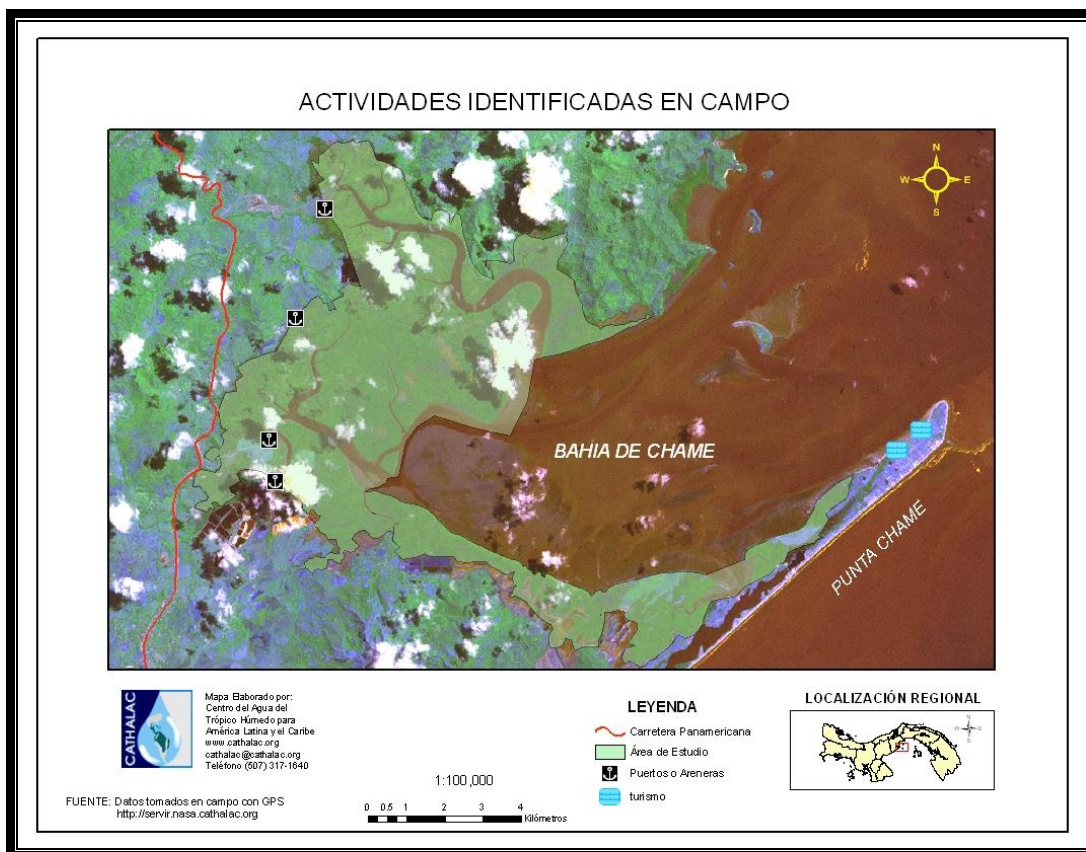 ACTIVIDADES IDENTIFICADAS EN CAMPO
N
W E
S
BAHIA DE CHAME
PUNTA CHAME
CATHALAC
Mapa Elaborado por:
Centro del Agua del
Trópico Húmedo para
América Latina y el Caribe
www.cathalac.org
cathalac@cathalac.org
Teléfono (507) 317-1640
FUENTE: Datos tomados en campo con GPS
http://servir.nasa.cathalac.org
1:100,000
0 0.5 1 2 3 4
Kilómetros
LEYENDA
Carretera Panamericana
Área de Estudio
Puertos o Areneras
turismo
LOCALIZACIÓN REGIONAL
N
W E
S